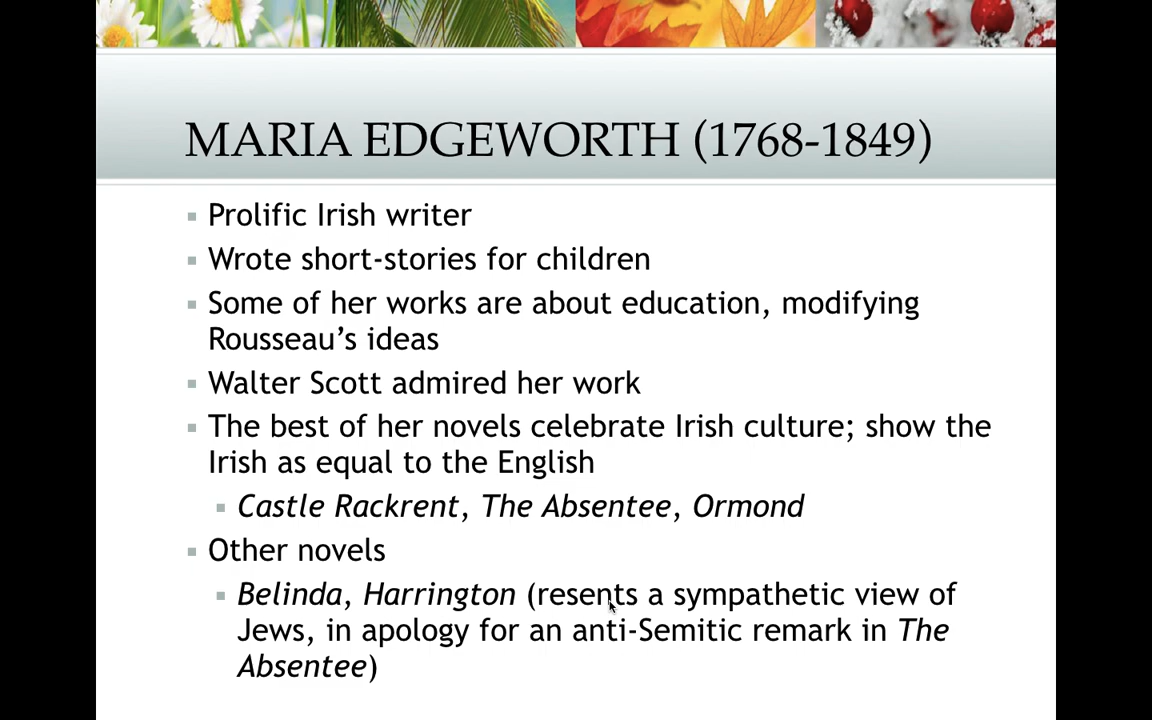 MARIA EDGEWORTH (1768-1849)
Prolific Irish writer
Wrote short-stories for children
Some of her works are about education, modifying
Rousseau’s ideas
Walter Scott admired her work
The best of her novels celebrate Irish culture; show the
Irish as equal to the English
Castle Rackrent, The Absentee, Ormond
Other novels
Belinda, Harrington (resents a sympathetic view of
Jews, in apology for an anti-Semitic remark in The
Absentee)